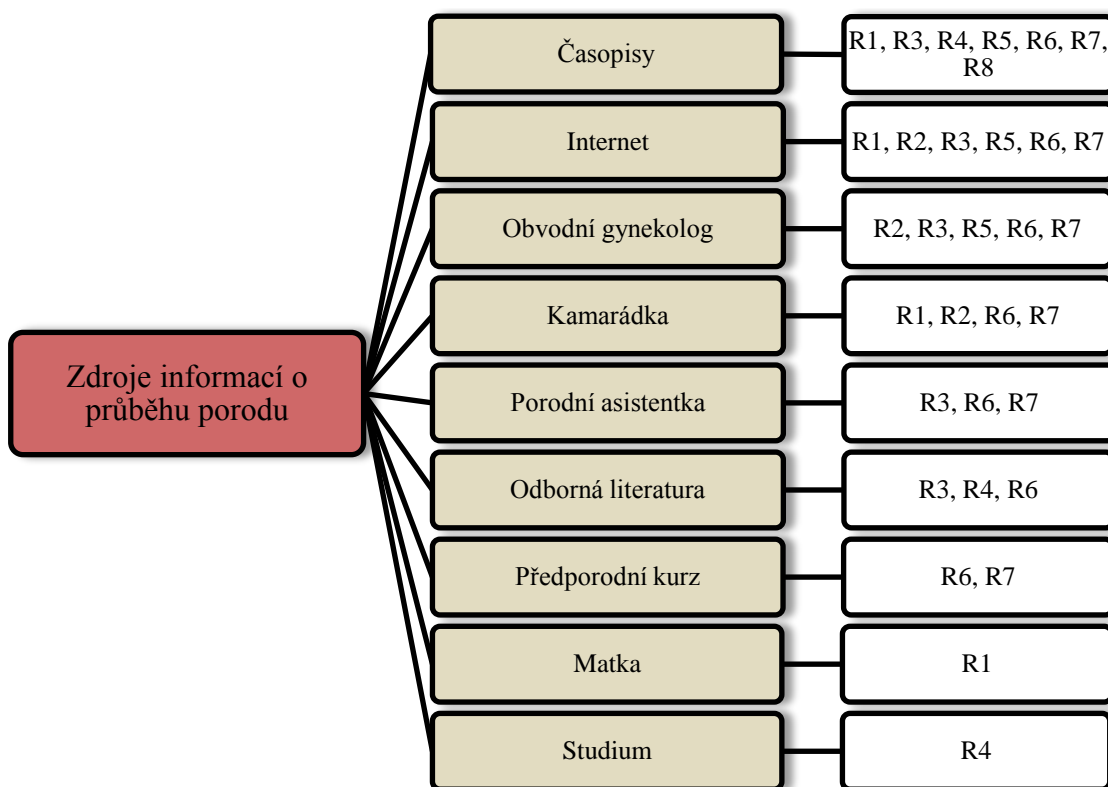 Zdroje informací o
průběhu porodu
Časopisy
R1, R3, R4, R5, R6, R7,
R8
Internet
R1, R2, R3, R5, R6, R7
Obvodní gynekolog
R2, R3, R5, R6, R7
Kamarádka
R1, R2, R6, R7
Porodní asistentka
R3, R6, R7
Odborná literatura
R3, R4, R6
Předporodní kurz
R6, R7
Matka
R1
Studium
R4